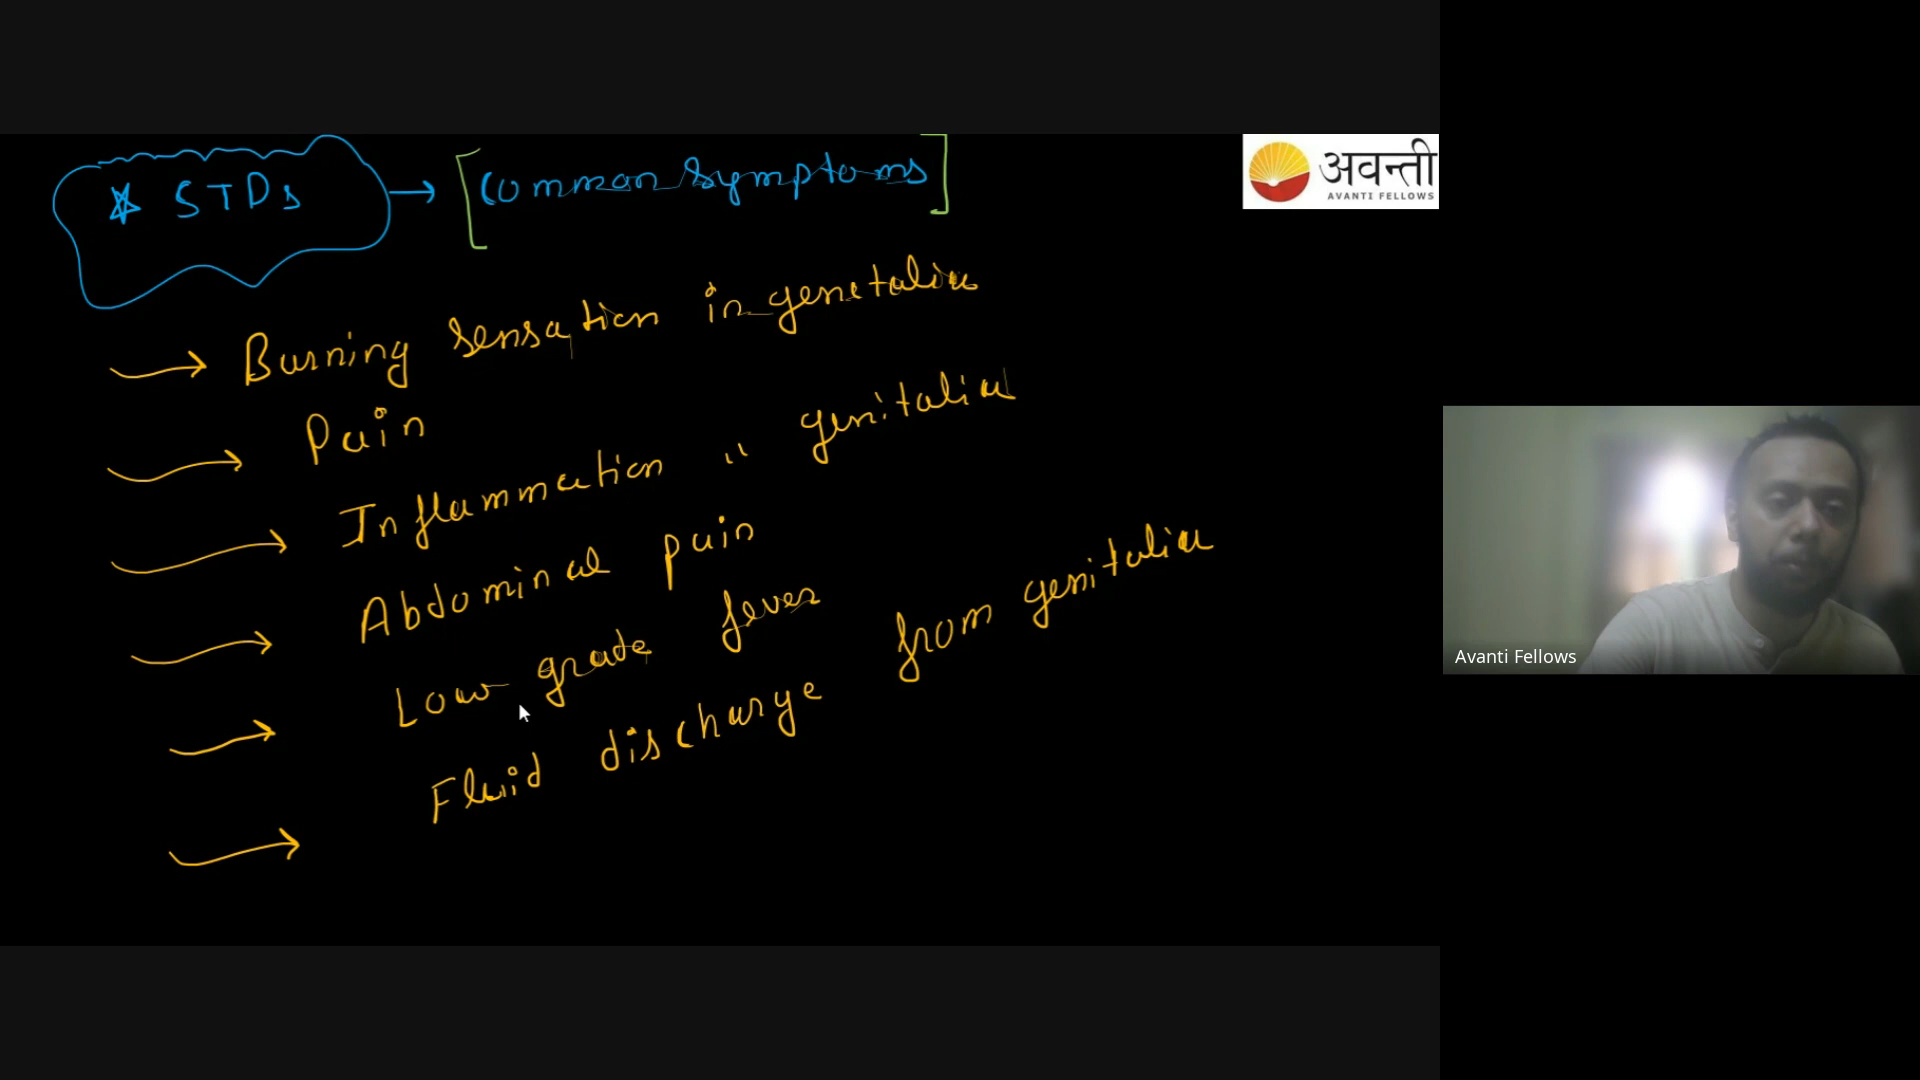 STDs → [Common Symptoms]
अवन्ती
AVANTI FELLOWS
→ Burning sensation in genetalia
→ Pain
→ Inflammation " genitalia
→ Abdominal pain
→ Low grade fever
→ Fluid discharge from genitalia
Avanti Fellows